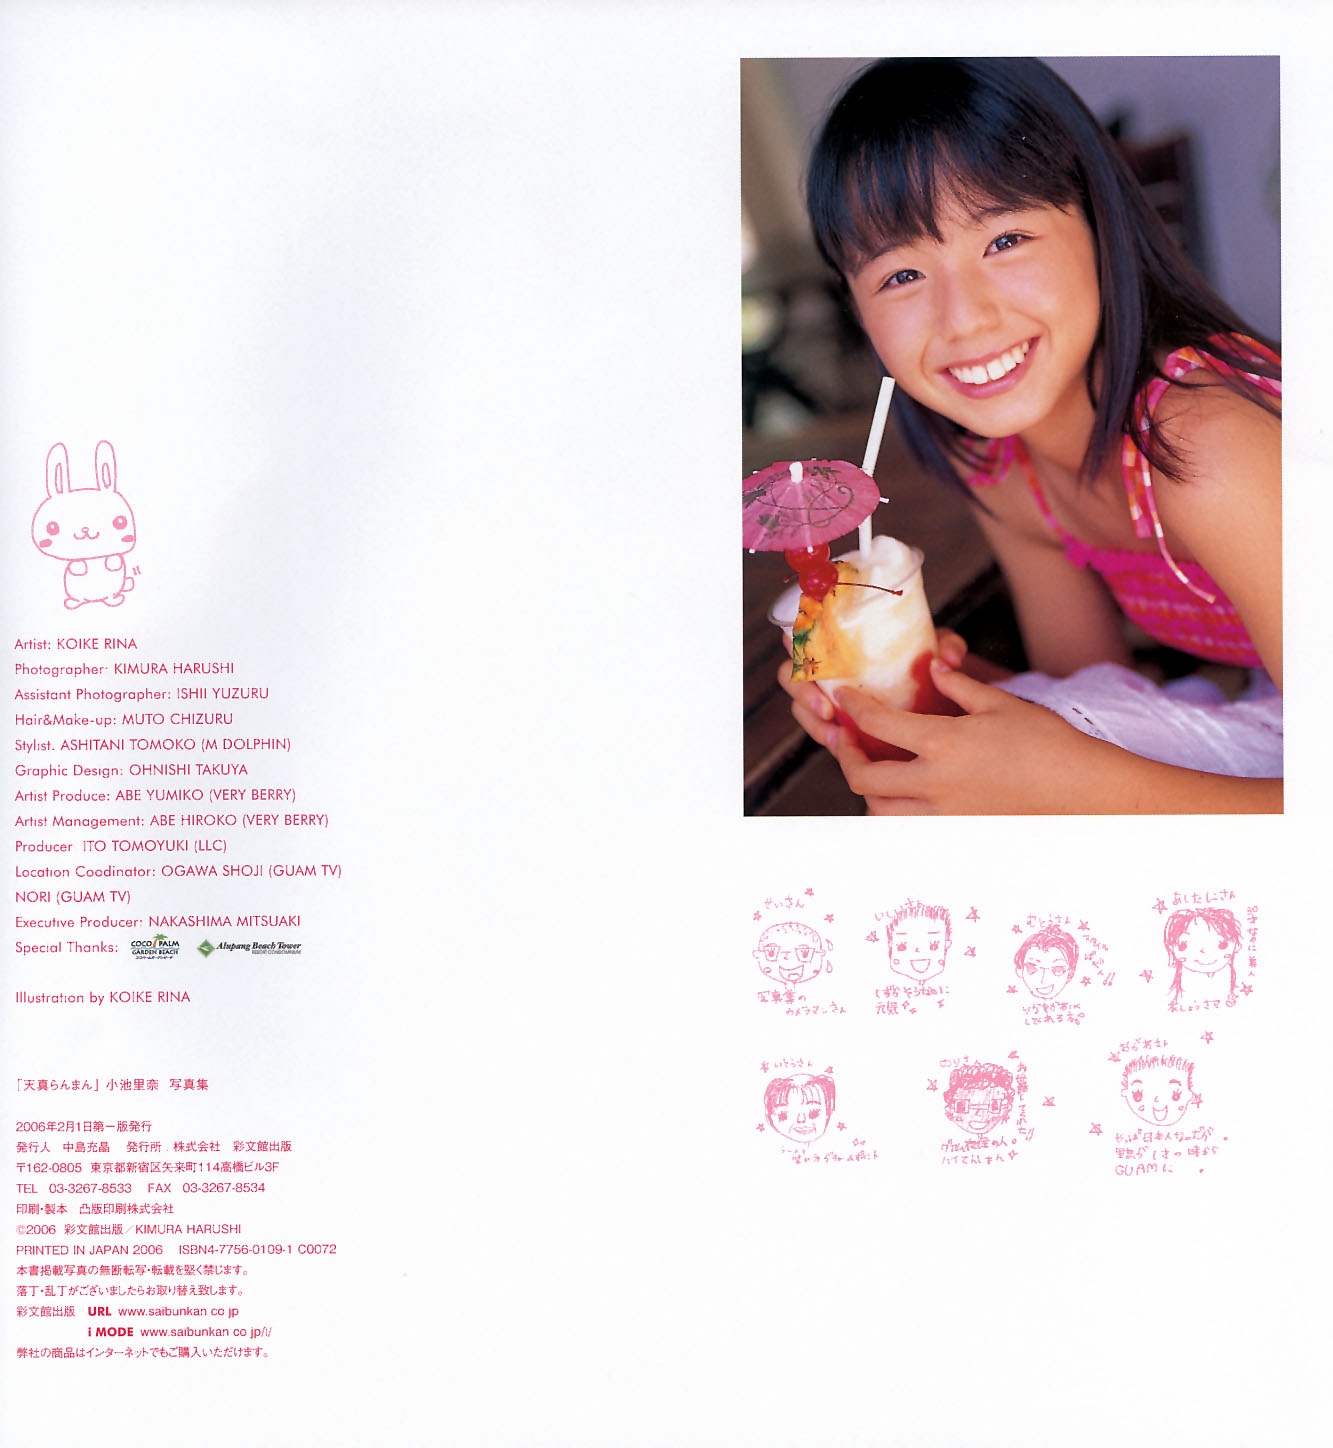 Artist: KOIKE RINA
Photographer: KIMURA HARUSHI
Assistant Photographer: ISHII YUZURU
Hair&Make-up: MUTO CHIZURU
Stylist. ASHITANI TOMOKO (M DOLPHIN)
Graphic Design: OHNISHI TAKUYA
Artist Produce: ABE YUMIKO (VERY BERRY)
Artist Management: ABE HIROKO (VERY BERRY)
Producer ITO TOMOYUKI (LLC)
Location Coodinator: OGAWA SHOJI (GUAM TV)
NORI (GUAM TV)
Executive Producer: NAKASHIMA MITSUAKI
Special Thanks: COCO PALM GARDEN BEACH Alupang Beach Tower
Illustration by KOIKE RINA
「天真らんまん」小池里奈 写真集
2006年2月1日第一版発行
発行人 中島充晶 発行所．株式会社 彩文館出版
〒162-0805 東京都新宿区矢来町114高橋ビル3F
TEL 03-3267-8533 FAX 03-3267-8534
印刷・製本 凸版印刷株式会社
©2006 彩文館出版／KIMURA HARUSHI
PRINTED IN JAPAN 2006 ISBN4-7756-0109-1 C0072
本書掲載写真の無断転写・転載を堅く禁じます。
落丁・乱丁がございましたらお取り替え致します。
彩文館出版 URL www.saibunkan.co jp
i MODE www.saibunkan co jp/i/
弊社の商品はインターネットでもご購入いただけます。
せいさん
写真集の
カメラマンさん
いしいさん
しずかそうなのに
元気
むとうさん
あしたにさん
いとうさん
のりさん
グアム在住の人。
おがわさん
やっぱ日本人なのだが
GUAMに